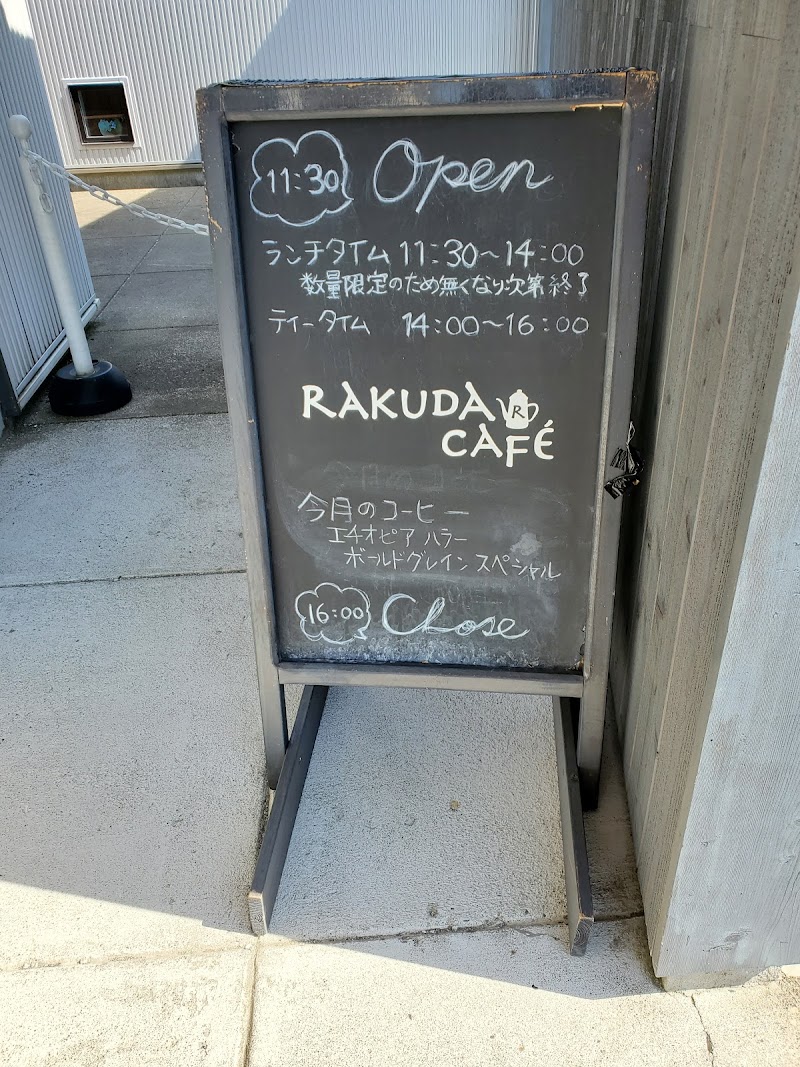 11:30 Open
ランチタイム 11:30〜14:00
数量限定のため無くなり次第終了
ティータイム 14:00〜16:00
RAKUDA
R
CAFÉ
今月のコーヒー
エチオピア ハラー
ボールドグレイン スペシャル
16:00 Close